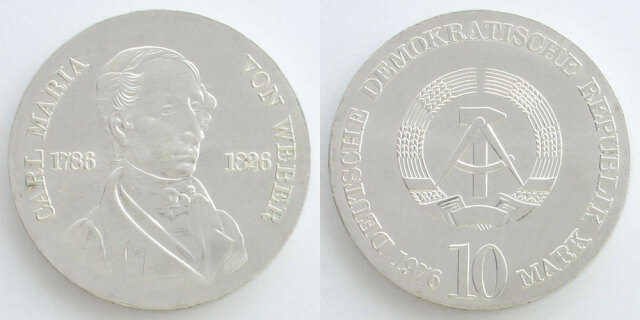 CARL MARIA VON WEBER
1786 1826
DEUTSCHE DEMOKRATISCHE REPUBLIK
1976 10 MARK